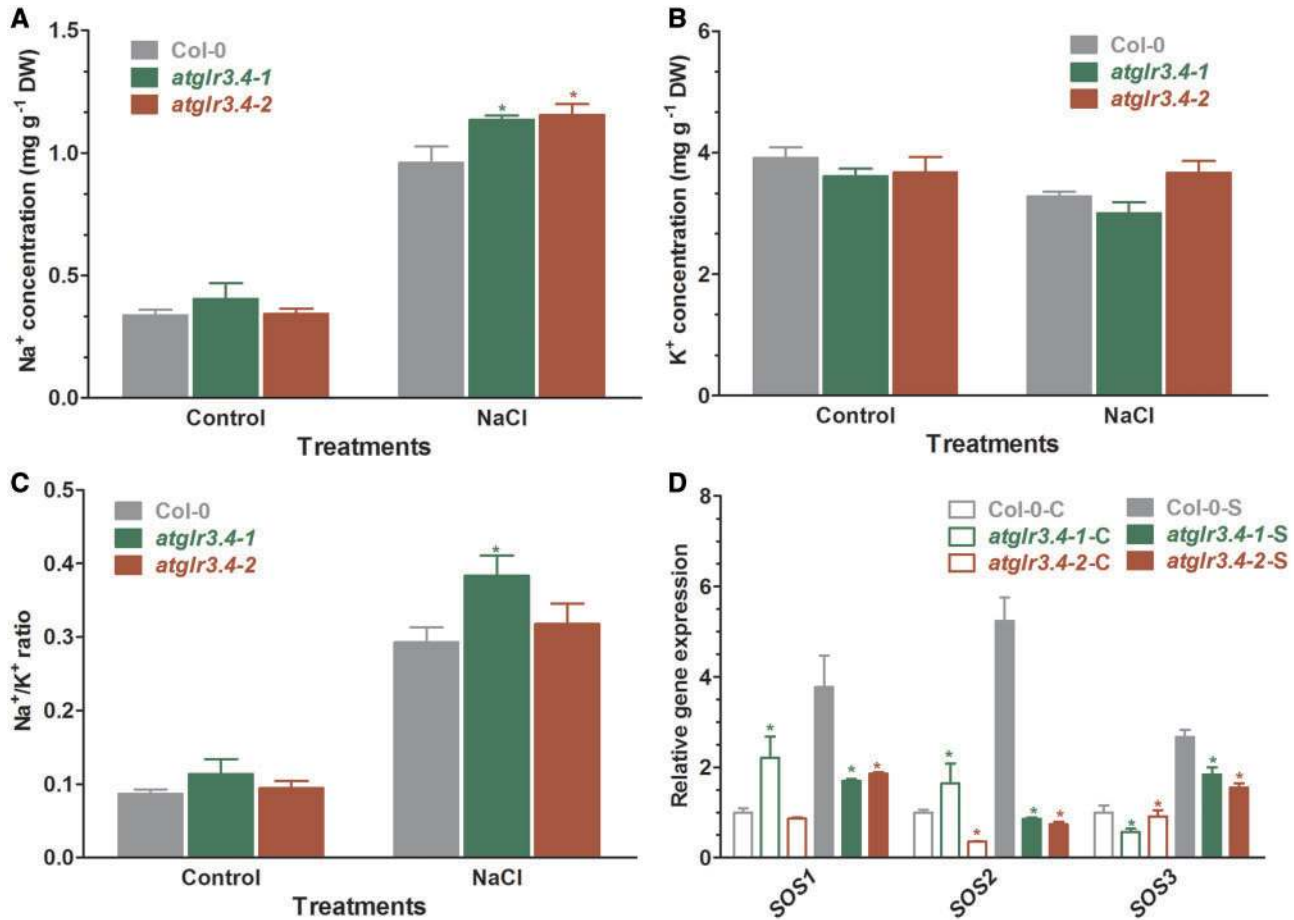 A
Na⁺ concentration (mg g⁻¹ DW)
1.5
1.0
0.5
0.0
Col-0
atglr3.4-1
atglr3.4-2
*
*
Control
NaCl
Treatments
B
K⁺ concentration (mg g⁻¹ DW)
6
4
2
0
Col-0
atglr3.4-1
atglr3.4-2
Control
NaCl
Treatments
C
Na⁺/K⁺ ratio
0.5
0.4
0.3
0.2
0.1
0.0
Col-0
atglr3.4-1
atglr3.4-2
*
Control
NaCl
Treatments
D
Relative gene expression
8
6
4
2
0
Col-0-C
atglr3.4-1-C
atglr3.4-2-C
Col-0-S
atglr3.4-1-S
atglr3.4-2-S
*
*
*
*
*
*
*
*
*
*
*
SOS1
SOS2
SOS3